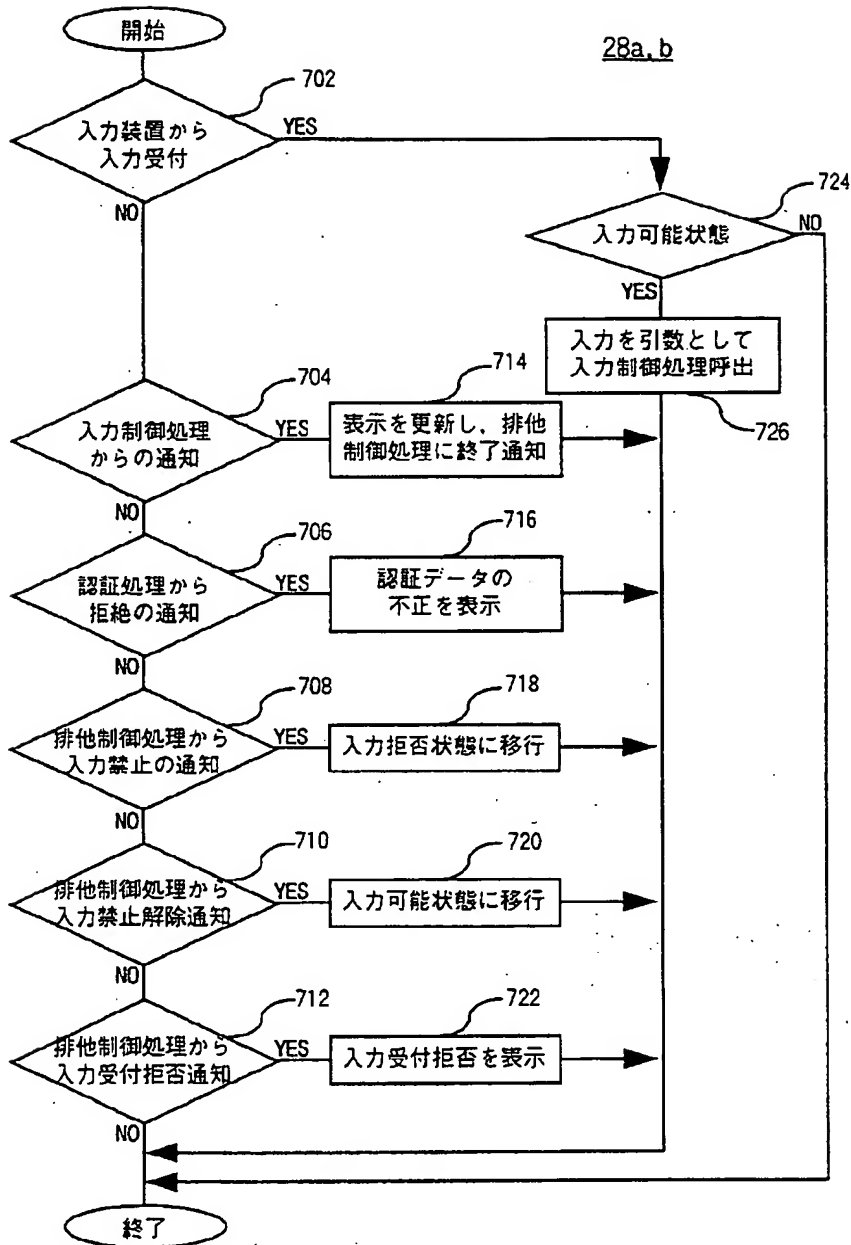 開始
28a,b
702
入力装置から
入力受付
YES
NO
724
入力可能状態
NO
YES
入力を引数として
入力制御処理呼出
726
704
入力制御処理
からの通知
YES
NO
714
表示を更新し，排他
制御処理に終了通知
706
認証処理から
拒絶の通知
YES
NO
716
認証データの
不正を表示
708
排他制御処理から
入力禁止の通知
YES
NO
718
入力拒否状態に移行
710
排他制御処理から
入力禁止解除通知
YES
NO
720
入力可能状態に移行
712
排他制御処理から
入力受付拒否通知
YES
NO
722
入力受付拒否を表示
終了